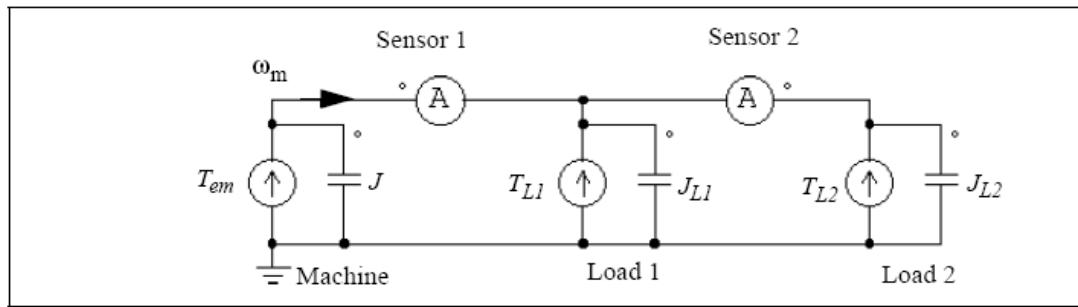 Sensor 1
Sensor 2
ωm
A
A
Tem
J
TL1
JL1
TL2
JL2
Machine
Load 1
Load 2